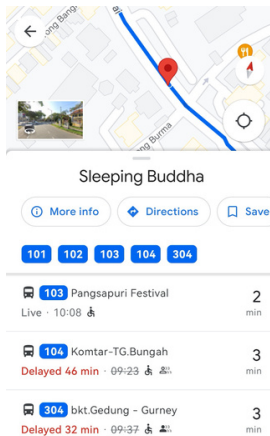 ong Bang
ai
ong Burma
Sleeping Buddha
More info
Directions
Save
101 102 103 104 304
103 Pangsapuri Festival
2
min
Live · 10:08
104 Komtar-TG.Bungah
3
min
Delayed 46 min · 09:23
304 bkt.Gedung - Gurney
3
min
Delayed 32 min · 09:37